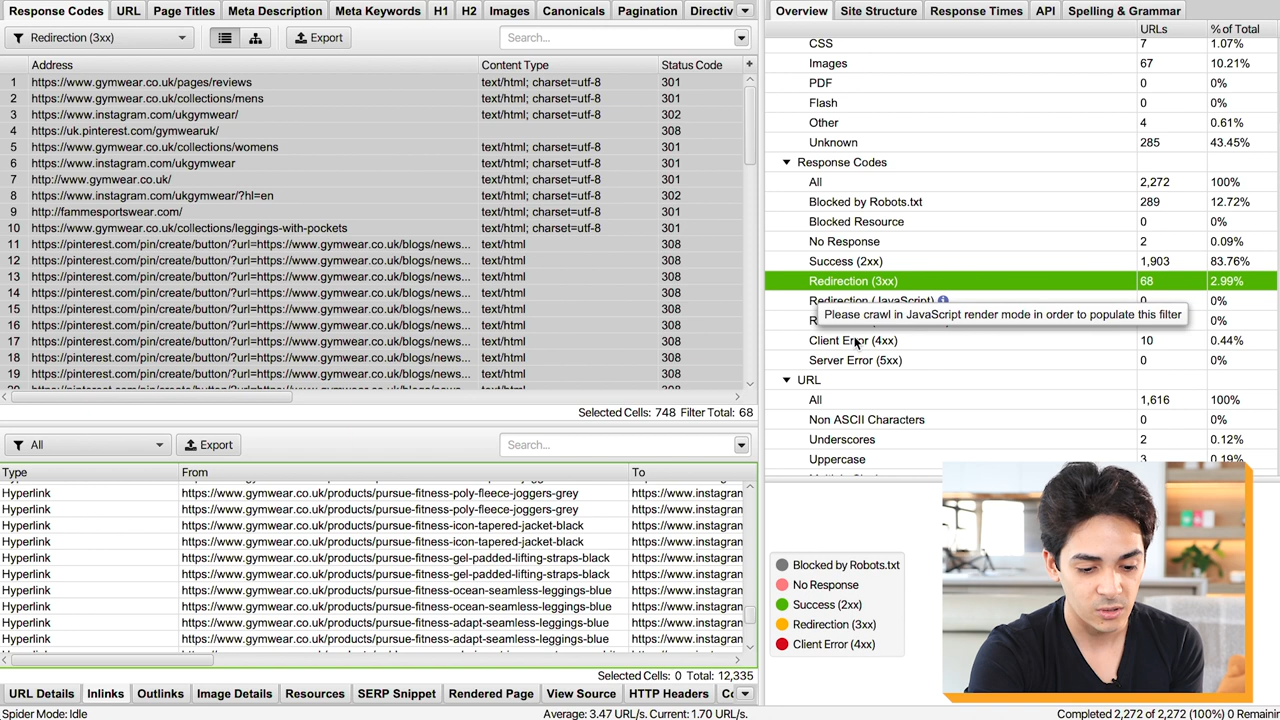 Response Codes URL Page Titles Meta Description Meta Keywords H1 H2 Images Canonicals Pagination Directiv
Redirection (3xx) Export Search...
Address Content Type Status Code +
1 https://www.gymwear.co.uk/pages/reviews text/html; charset=utf-8 301
2 https://www.gymwear.co.uk/collections/mens text/html; charset=utf-8 301
3 https://www.instagram.com/ukgymwear/ text/html; charset=utf-8 302
4 https://uk.pinterest.com/gymwearuk/ 308
5 https://www.gymwear.co.uk/collections/womens text/html; charset=utf-8 301
6 https://www.instagram.com/ukgymwear text/html; charset=utf-8 301
7 http://www.gymwear.co.uk/ text/html; charset=utf-8 301
8 https://www.instagram.com/ukgymwear/?hl=en text/html; charset=utf-8 302
9 http://fammesportswear.com/ text/html; charset=utf-8 301
10 https://www.gymwear.co.uk/collections/leggings-with-pockets text/html; charset=utf-8 301
11 https://pinterest.com/pin/create/button/?url=https://www.gymwear.co.uk/blogs/news... text/html 308
12 https://pinterest.com/pin/create/button/?url=https://www.gymwear.co.uk/blogs/news... text/html 308
13 https://pinterest.com/pin/create/button/?url=https://www.gymwear.co.uk/blogs/news... text/html 308
14 https://pinterest.com/pin/create/button/?url=https://www.gymwear.co.uk/blogs/news... text/html 308
15 https://pinterest.com/pin/create/button/?url=https://www.gymwear.co.uk/blogs/news... text/html 308
16 https://pinterest.com/pin/create/button/?url=https://www.gymwear.co.uk/blogs/news... text/html 308
17 https://pinterest.com/pin/create/button/?url=https://www.gymwear.co.uk/blogs/news... text/html 308
18 https://pinterest.com/pin/create/button/?url=https://www.gymwear.co.uk/blogs/news... text/html 308
19 https://pinterest.com/pin/create/button/?url=https://www.gymwear.co.uk/blogs/news... text/html 308
Selected Cells: 748 Filter Total: 68
All Export Search...
Type From To
Hyperlink https://www.gymwear.co.uk/products/pursue-fitness-poly-fleece-joggers-grey https://www.instagran
Hyperlink https://www.gymwear.co.uk/products/pursue-fitness-poly-fleece-joggers-grey https://www.instagran
Hyperlink https://www.gymwear.co.uk/products/pursue-fitness-icon-tapered-jacket-black https://www.instagran
Hyperlink https://www.gymwear.co.uk/products/pursue-fitness-icon-tapered-jacket-black https://www.instagran
Hyperlink https://www.gymwear.co.uk/products/pursue-fitness-gel-padded-lifting-straps-black https://www.instagran
Hyperlink https://www.gymwear.co.uk/products/pursue-fitness-gel-padded-lifting-straps-black https://www.instagran
Hyperlink https://www.gymwear.co.uk/products/pursue-fitness-ocean-seamless-leggings-blue https://www.instagran
Hyperlink https://www.gymwear.co.uk/products/pursue-fitness-ocean-seamless-leggings-blue https://www.instagran
Hyperlink https://www.gymwear.co.uk/products/pursue-fitness-adapt-seamless-leggings-blue https://www.instagran
Hyperlink https://www.gymwear.co.uk/products/pursue-fitness-adapt-seamless-leggings-blue https://www.instagran
Selected Cells: 0 Total: 12,335
URL Details Inlinks Outlinks Image Details Resources SERP Snippet Rendered Page View Source HTTP Headers
Spider Mode: Idle Average: 3.47 URL/s. Current: 1.70 URL/s. Completed 2,272 of 2,272 (100%) 0 Remainir
Overview Site Structure Response Times API Spelling & Grammar
URLs % of Total
CSS 7 1.07%
Images 67 10.21%
PDF 0 0%
Flash 0 0%
Other 4 0.61%
Unknown 285 43.45%
Response Codes
All 2,272 100%
Blocked by Robots.txt 289 12.72%
Blocked Resource 0 0%
No Response 2 0.09%
Success (2xx) 1,903 83.76%
Redirection (3xx) 68 2.99%
Redirection (JavaScript) 0 0%
Please crawl in JavaScript render mode in order to populate this filter
0%
Client Error (4xx) 10 0.44%
Server Error (5xx) 0 0%
URL
All 1,616 100%
Non ASCII Characters 0 0%
Underscores 2 0.12%
Uppercase 3 0.19%
Blocked by Robots.txt
No Response
Success (2xx)
Redirection (3xx)
Client Error (4xx)